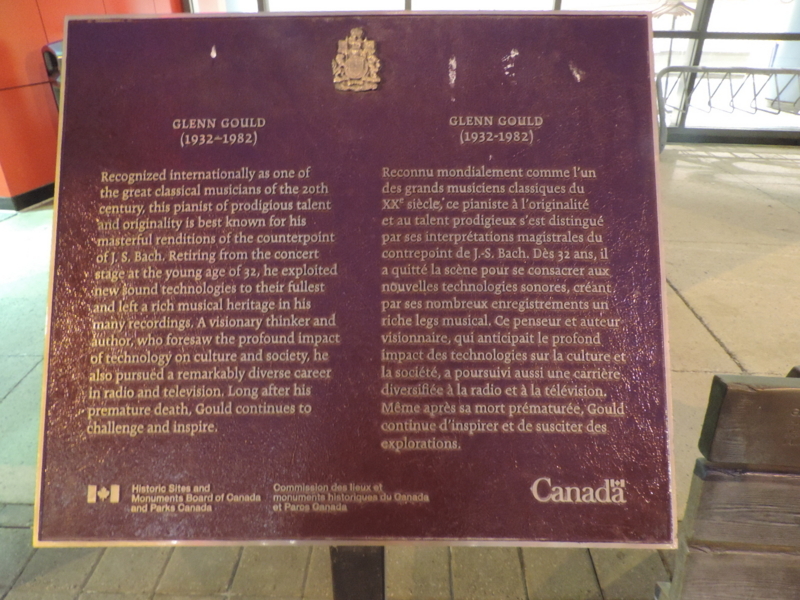 GLENN GOULD
(1932–1982)
Recognized internationally as one of
the great classical musicians of the 20th
century, this pianist of prodigious talent
and originality is best known for his
masterful renditions of the counterpoint
of J. S. Bach. Retiring from the concert
stage at the young age of 32, he exploited
new sound technologies to their fullest
and left a rich musical heritage in his
many recordings. A visionary thinker and
author, who foresaw the profound impact
of technology on culture and society, he
also pursued a remarkably diverse career
in radio and television. Long after his
premature death, Gould continues to
challenge and inspire.
GLENN GOULD
(1932-1982)
Reconnu mondialement comme l'un
des grands musiciens classiques du
XXe siècle, ce pianiste à l'originalité
et au talent prodigieux s'est distingué
par ses interprétations magistrales du
contrepoint de J.-S. Bach. Dès 32 ans, il
a quitté la scène pour se consacrer aux
nouvelles technologies sonores, créant
par ses nombreux enregistrements un
riche legs musical. Ce penseur et auteur
visionnaire, qui anticipait le profond
impact des technologies sur la culture et
la société, a poursuivi aussi une carrière
diversifiée à la radio et à la télévision.
Même après sa mort prématurée, Gould
continue d'inspirer et de susciter des
explorations.
Historic Sites and
Monuments Board of Canada
and Parks Canada
Commission des lieux et
monuments historiques du Canada
et Parcs Canada
Canada